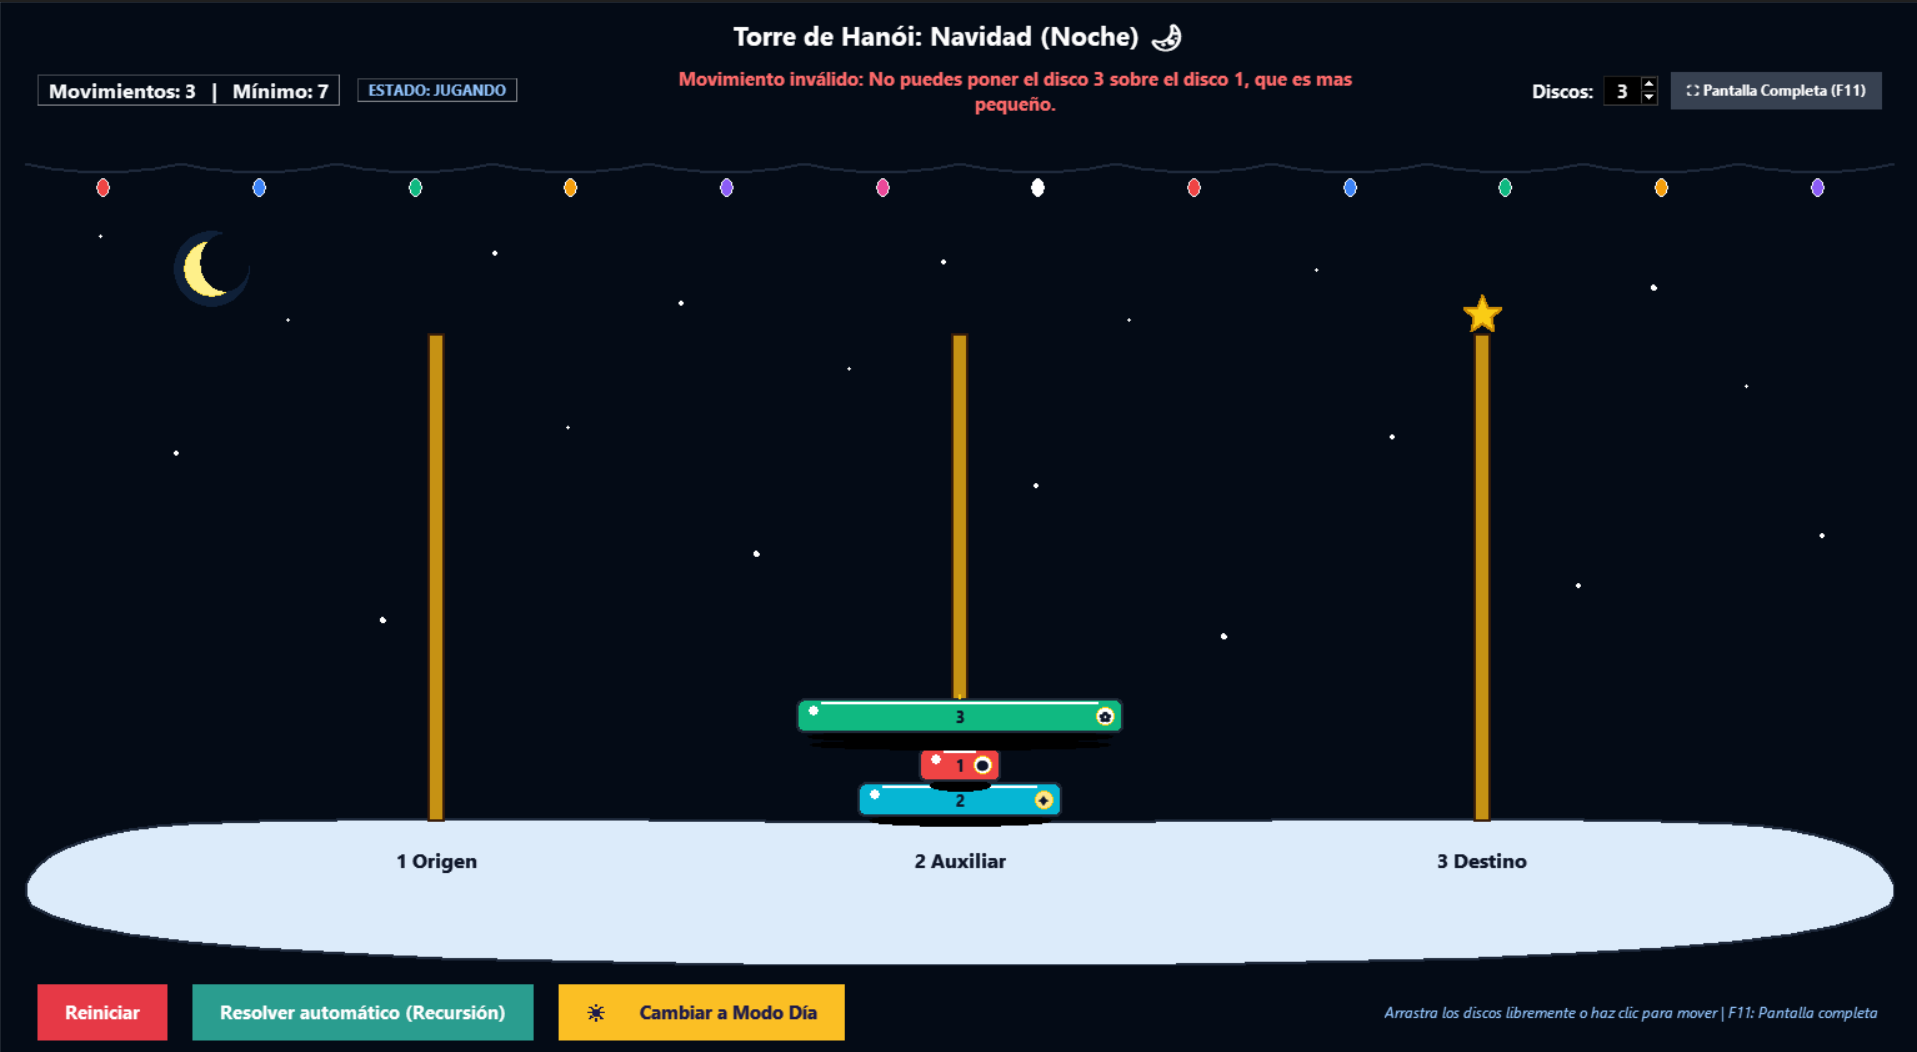 Torre de Hanói: Navidad (Noche)
Movimientos: 3 | Mínimo: 7
ESTADO: JUGANDO
Movimiento inválido: No puedes poner el disco 3 sobre el disco 1, que es mas
pequeño.
Discos: 3
Pantalla Completa (F11)
3
1
2
1 Origen
2 Auxiliar
3 Destino
Reiniciar
Resolver automático (Recursión)
Cambiar a Modo Día
Arrastra los discos libremente o haz clic para mover | F11: Pantalla completa